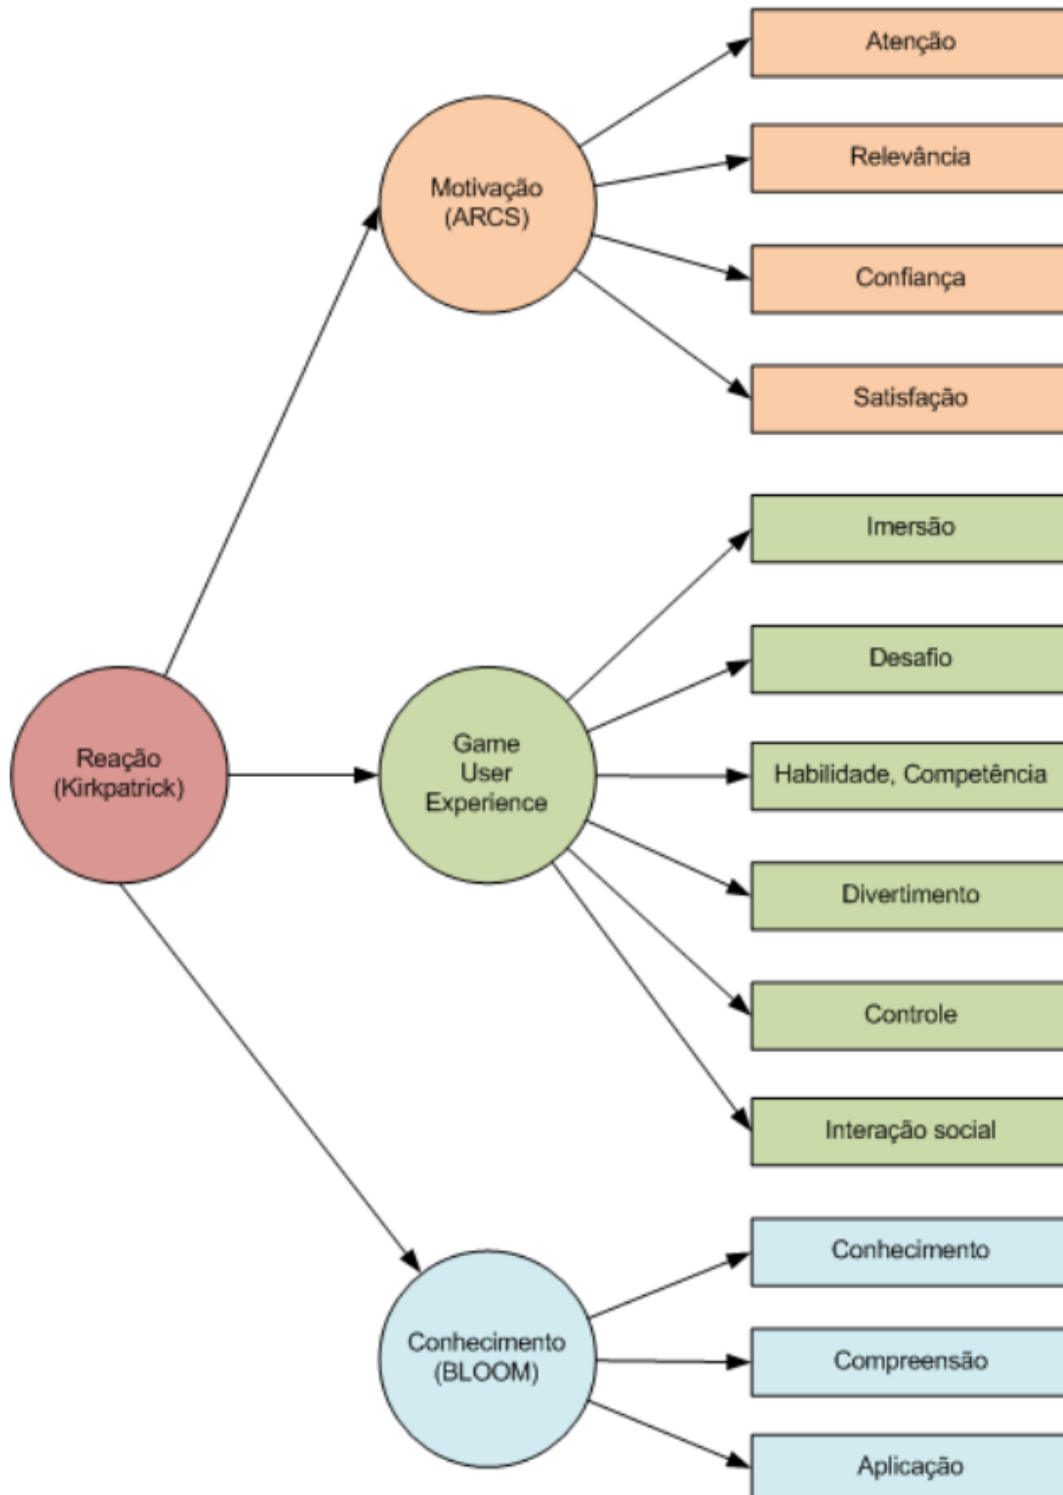 Atenção
Relevância
Motivação
(ARCS)
Confiança
Satisfação
Imersão
Desafio
Reação
(Kirkpatrick)
Game
User
Experience
Habilidade, Competência
Divertimento
Controle
Interação social
Conhecimento
Conhecimento
(BLOOM)
Compreensão
Aplicação